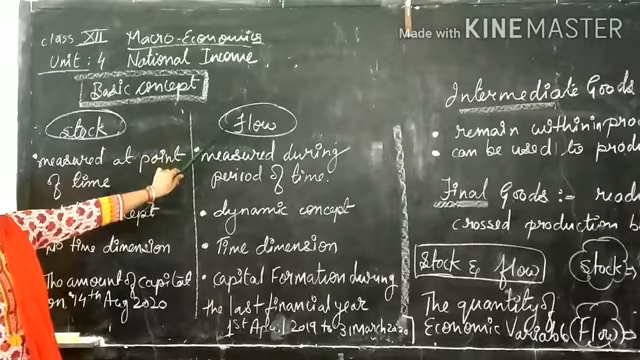 Made with KINEMASTER
class XII Macro-Economics
Unit : 4 National Income
Basic concept
Stock
• measured at point
of time
cept
No time dimension
The amount of capital
on 14th Aug 2020
Flow
• measured during
period of time.
• dynamic concept
• Time dimension
• Capital Formation during
the last financial year
1st April 2019 to 31 March 2020
Intermediate Goods
• remain within pro
• can be used to produ
Final Goods :- read
crossed production b
Stock & flow
Stock =
The quantity of
Economic Variable
Flow =